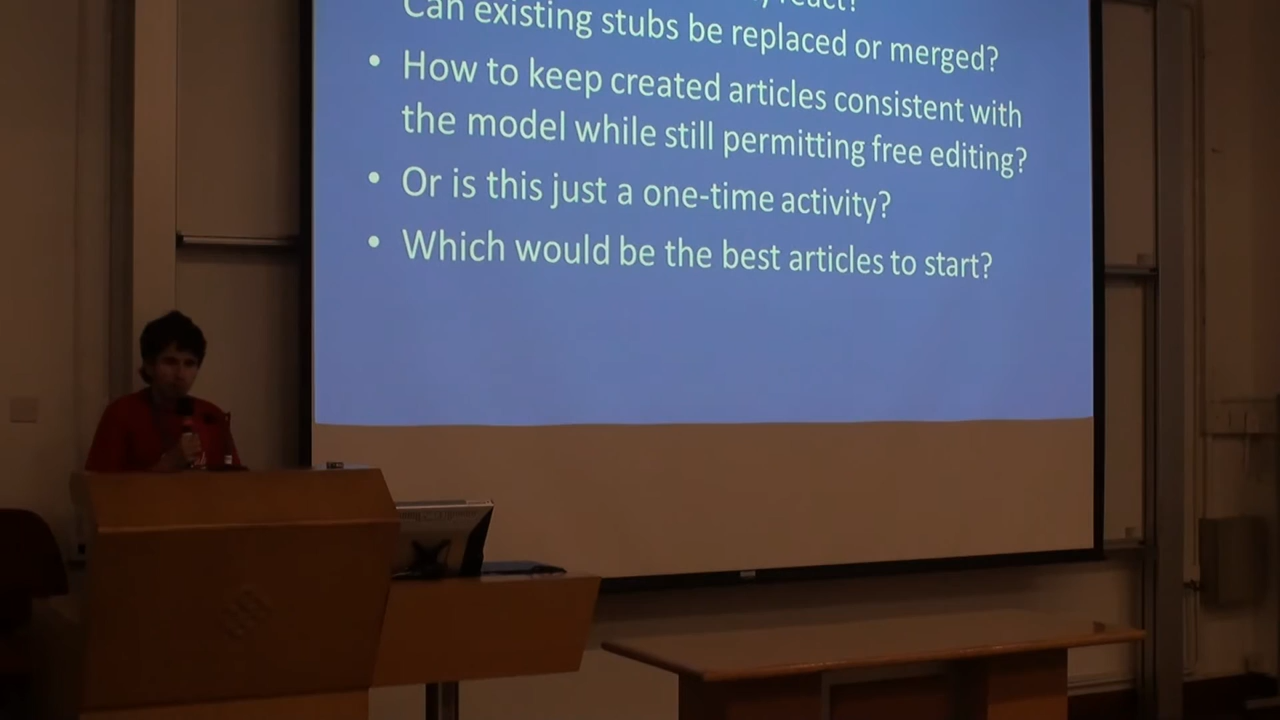 react?
Can existing stubs be replaced or merged?
• How to keep created articles consistent with
the model while still permitting free editing?
• Or is this just a one-time activity?
• Which would be the best articles to start?